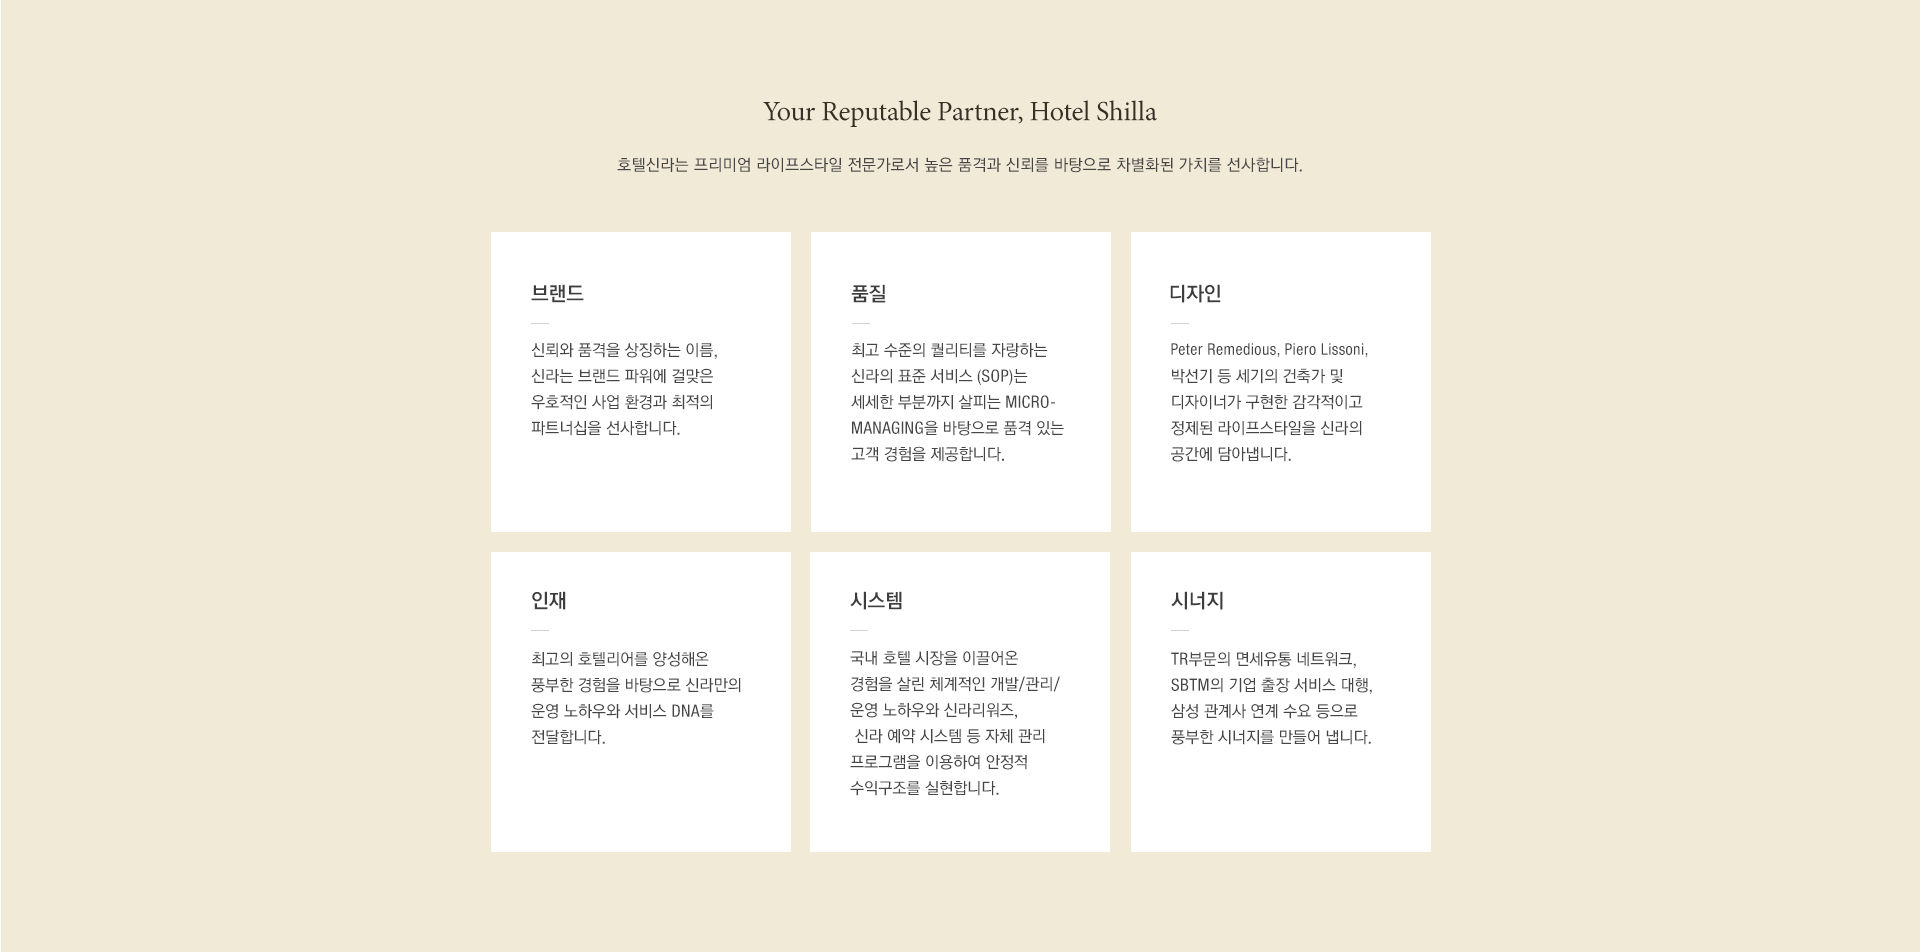 Your Reputable Partner, Hotel Shilla
호텔신라는 프리미엄 라이프스타일 전문가로서 높은 품격과 신뢰를 바탕으로 차별화된 가치를 선사합니다.
브랜드
신뢰와 품격을 상징하는 이름,
신라는 브랜드 파워에 걸맞은
우호적인 사업 환경과 최적의
파트너십을 선사합니다.
품질
최고 수준의 퀄리티를 자랑하는
신라의 표준 서비스 (SOP)는
세세한 부분까지 살피는 MICRO-
MANAGING을 바탕으로 품격 있는
고객 경험을 제공합니다.
디자인
Peter Remedious, Piero Lissoni,
박선기 등 세기의 건축가 및
디자이너가 구현한 감각적이고
정제된 라이프스타일을 신라의
공간에 담아냅니다.
인재
최고의 호텔리어를 양성해온
풍부한 경험을 바탕으로 신라만의
운영 노하우와 서비스 DNA를
전달합니다.
시스템
국내 호텔 시장을 이끌어온
경험을 살린 체계적인 개발/관리/
운영 노하우와 신라리워즈,
신라 예약 시스템 등 자체 관리
프로그램을 이용하여 안정적
수익구조를 실현합니다.
시너지
TR부문의 면세유통 네트워크,
SBTM의 기업 출장 서비스 대행,
삼성 관계사 연계 수요 등으로
풍부한 시너지를 만들어 냅니다.